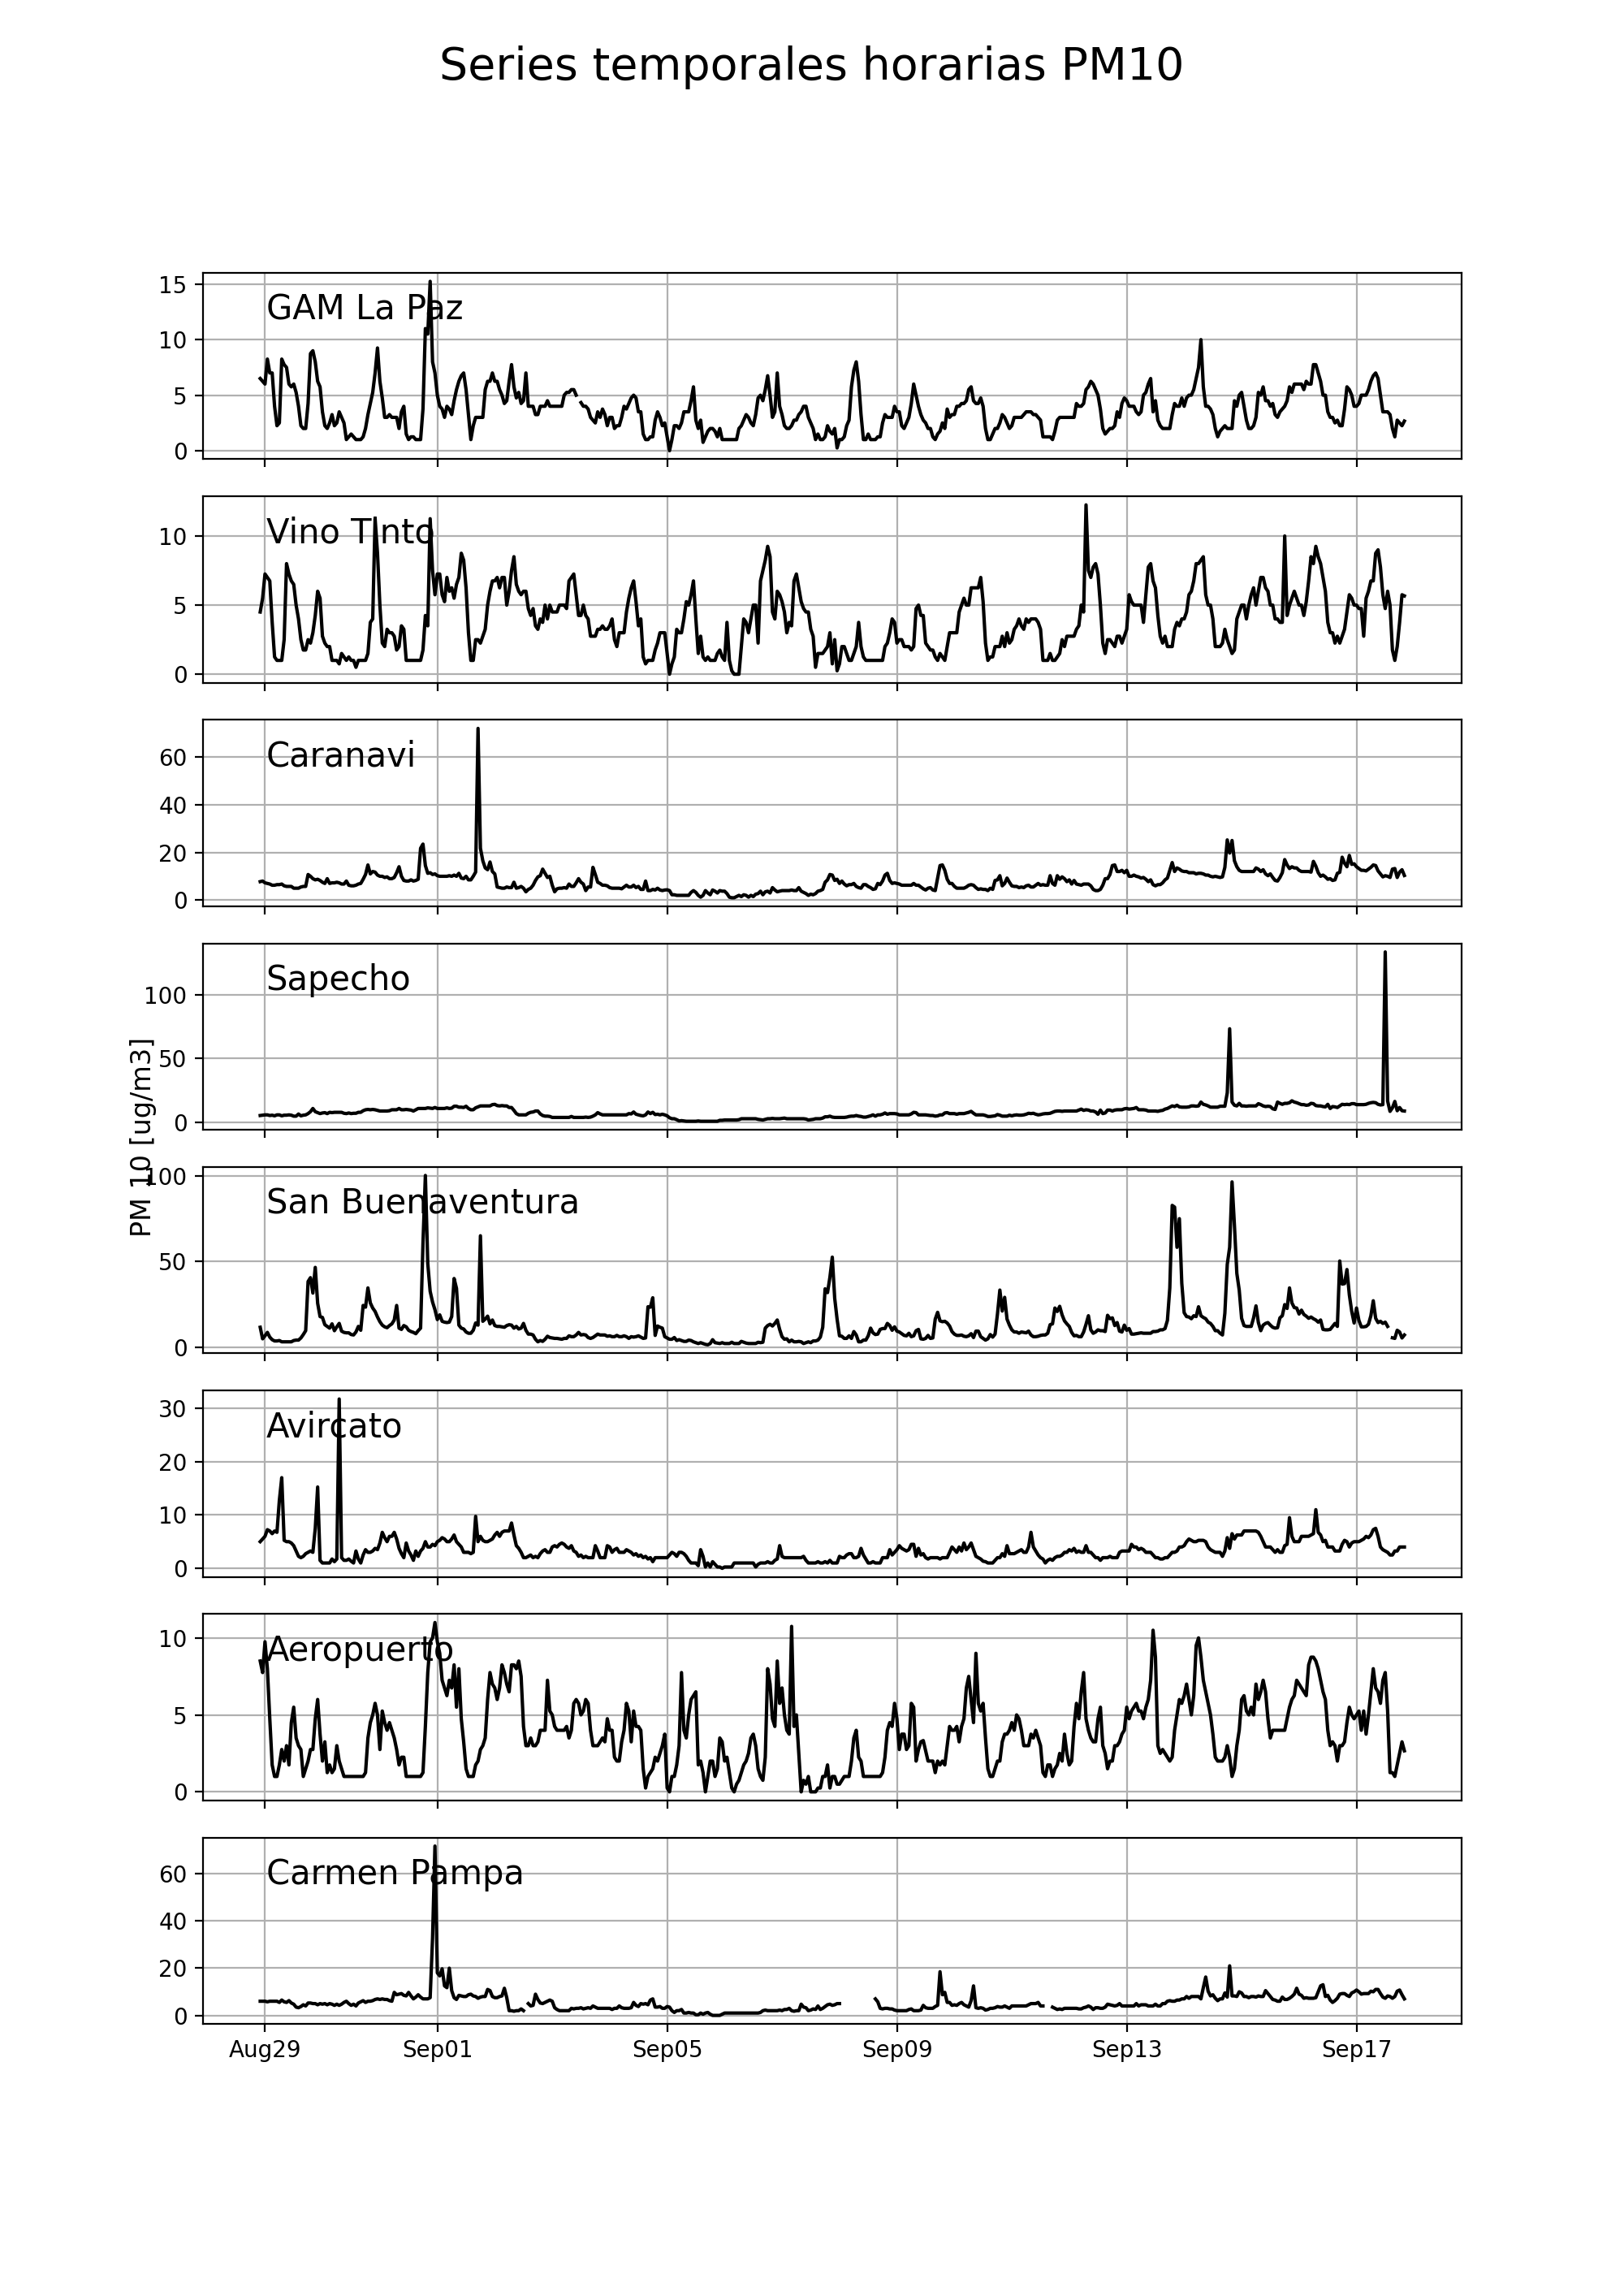 Series temporales horarias PM10
15
GAM La Paz
10
5
0
Vino Tinto
10
5
0
Caranavi
60
40
20
0
Sapecho
100
50
0
PM 10 [ug/m3]
100
San Buenaventura
50
0
30
Avircato
20
10
0
10
Aeropuerto
5
0
Carmen Pampa
60
40
20
0
Aug29 Sep01 Sep05 Sep09 Sep13 Sep17